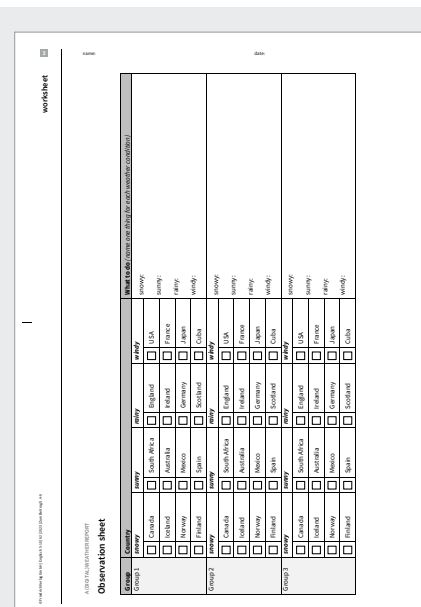 worksheet
name:
date:
A (DIGITAL) WEATHER REPORT
Observation sheet
Group Country What to do (name one thing for each weather condition)
Group 1 snowy sunny rainy windy snowy:
Canada South Africa England USA sunny:
Iceland Australia Ireland France rainy:
Norway Mexico Germany Japan windy:
Finland Spain Scotland Cuba
Group 2 snowy sunny rainy windy snowy:
Canada South Africa England USA sunny:
Iceland Australia Ireland France rainy:
Norway Mexico Germany Japan windy:
Finland Spain Scotland Cuba
Group 3 snowy sunny rainy windy snowy:
Canada South Africa England USA sunny:
Iceland Australia Ireland France rainy:
Norway Mexico Germany Japan windy:
Finland Spain Scotland Cuba